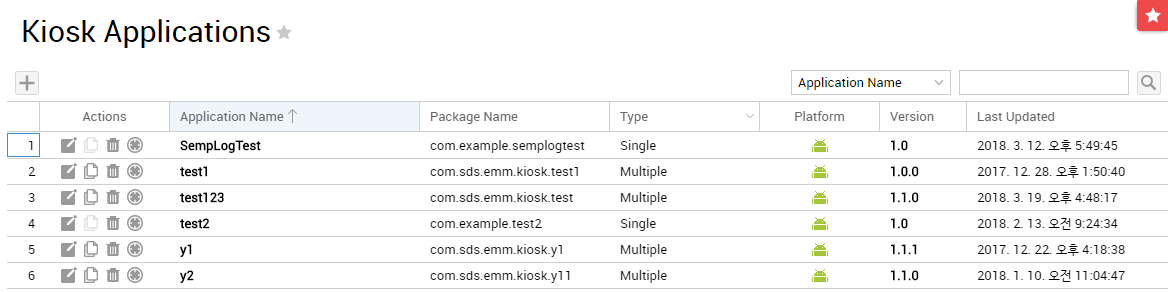 Kiosk Applications
Application Name
Actions Application Name Package Name Type Platform Version Last Updated
1 SempLogTest com.example.semplogtest Single 1.0 2018. 3. 12. 오후 5:49:45
2 test1 com.sds.emm.kiosk.test1 Multiple 1.0.0 2017. 12. 28. 오후 1:50:40
3 test123 com.sds.emm.kiosk.test Multiple 1.1.0 2018. 3. 19. 오후 4:48:17
4 test2 com.example.test2 Single 1.0 2018. 2. 13. 오전 9:24:34
5 y1 com.sds.emm.kiosk.y1 Multiple 1.1.1 2017. 12. 22. 오후 4:18:38
6 y2 com.sds.emm.kiosk.y11 Multiple 1.1.0 2018. 1. 10. 오전 11:04:47